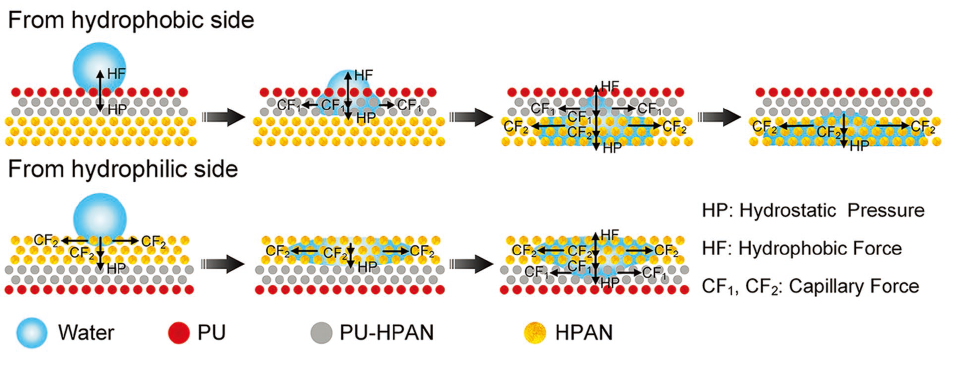 From hydrophobic side
HF
HP
HF
CF₁ CF₁ CF₁
HP
HF
CF₁ CF₁
CF₁
CF₂ CF₂
CF₂
HP
CF₂ CF₂
CF₂
HP
From hydrophilic side
CF₂ CF₂
CF₂
HP
CF₂ CF₂ CF₂
HP
HF
CF₂ CF₂ CF₂
CF₁ CF₁ CF₁
HP
HP: Hydrostatic Pressure
HF: Hydrophobic Force
CF₁, CF₂: Capillary Force
Water PU PU-HPAN HPAN